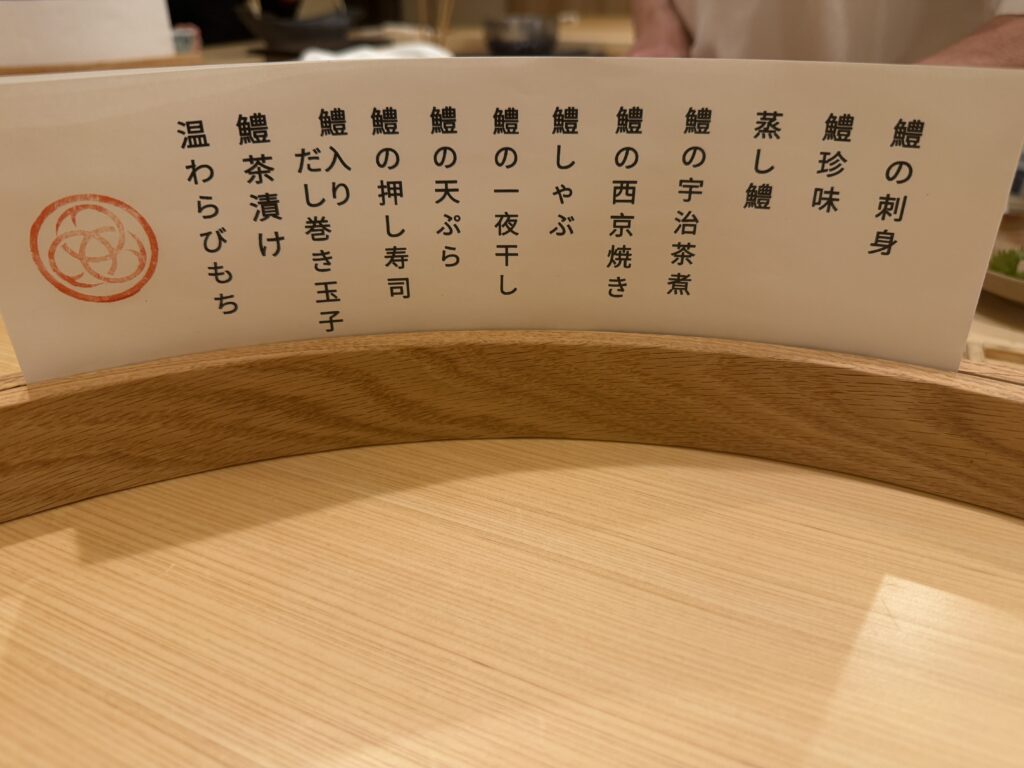 鱧の刺身
鱧珍味
蒸し鱧
鱧の宇治茶煮
鱧の西京焼き
鱧しゃぶ
鱧の一夜干し
鱧の天ぷら
鱧の押し寿司
鱧入り
だし巻き玉子
鱧茶漬け
温わらびもち